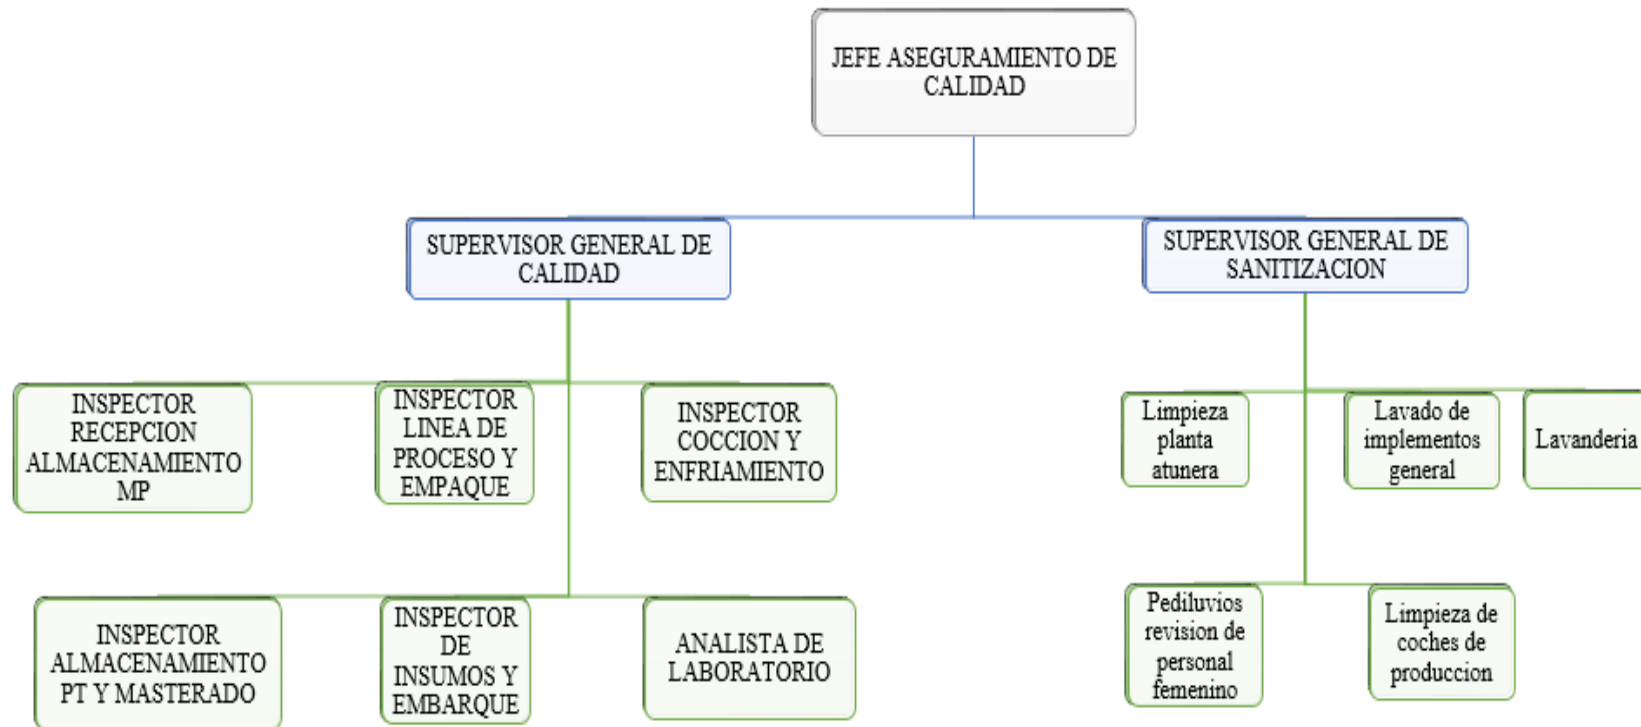 JEFE ASEGURAMIENTO DE
CALIDAD
SUPERVISOR GENERAL DE
CALIDAD
SUPERVISOR GENERAL DE
SANITIZACION
INSPECTOR
RECEPCION
ALMACENAMIENTO
MP
INSPECTOR
LINEA DE
PROCESO Y
EMPAQUE
INSPECTOR
COCCION Y
ENFRIAMIENTO
Limpieza
planta
atunera
Lavado de
implementos
general
Lavanderia
INSPECTOR
ALMACENAMIENTO
PT Y MASTERADO
INSPECTOR
DE
INSUMOS Y
EMBARQUE
ANALISTA DE
LABORATORIO
Pediluvios
revision de
personal
femenino
Limpieza de
coches de
produccion